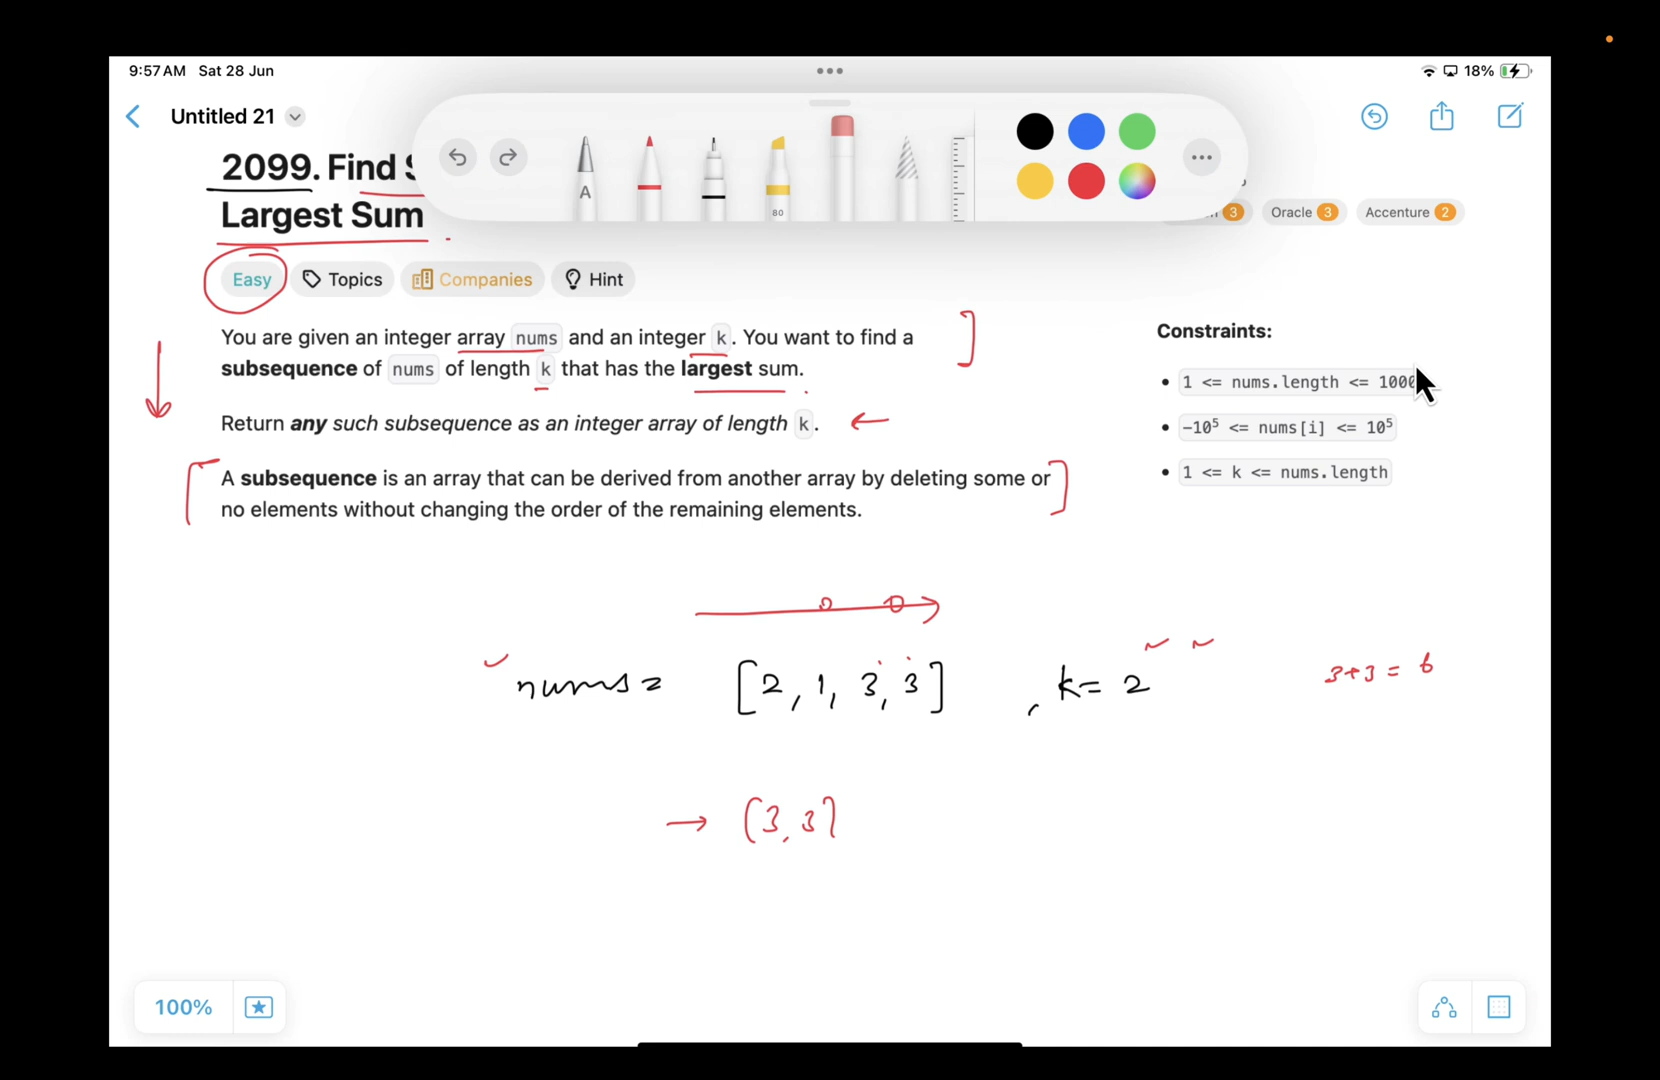 9:57 AM Sat 28 Jun
18%
Untitled 21
A
80
2099. Find S
Largest Sum
3 Oracle 3 Accenture 2
Easy Topics Companies Hint
You are given an integer array nums and an integer k. You want to find a
subsequence of nums of length k that has the largest sum.
Return any such subsequence as an integer array of length k.
A subsequence is an array that can be derived from another array by deleting some or
no elements without changing the order of the remaining elements.
Constraints:
• 1 <= nums.length <= 1000
• -10⁵ <= nums[i] <= 10⁵
• 1 <= k <= nums.length
nums = [2, 1, 3, 3] , k = 2
3+3 = 6
→ [3, 3]
100%